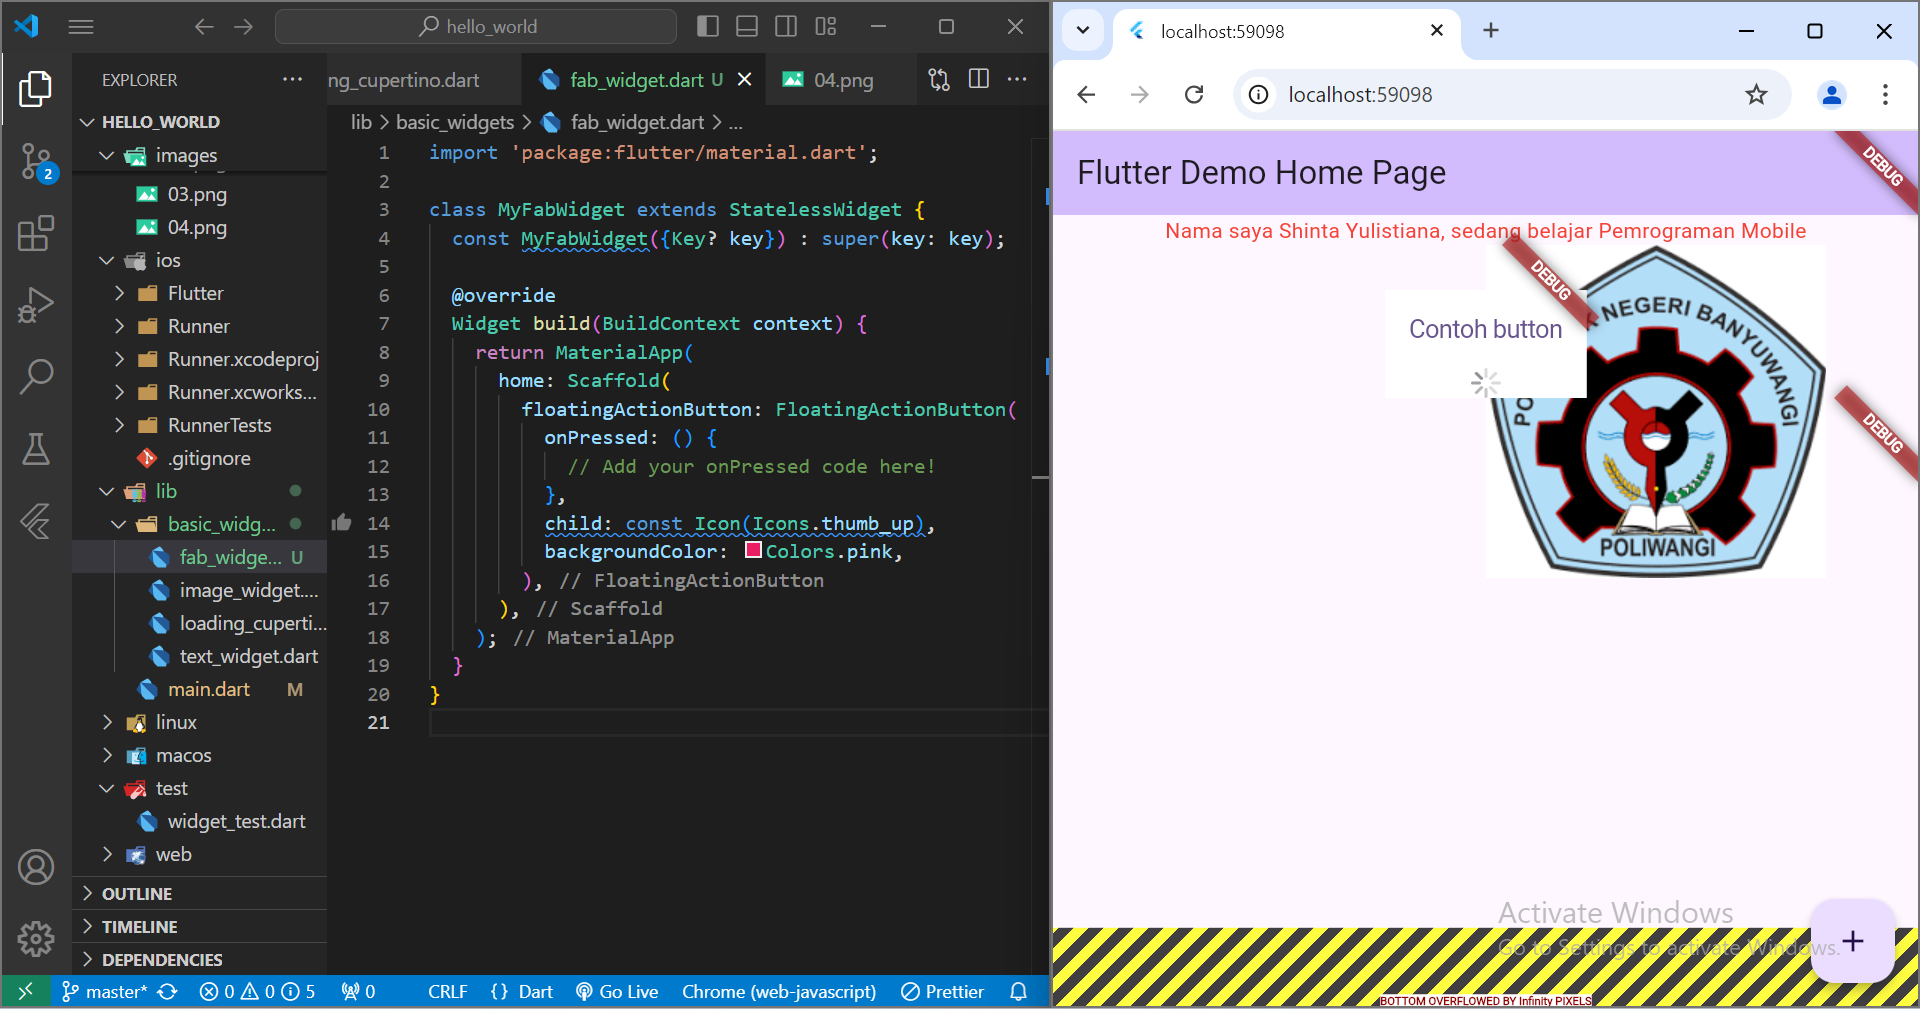 hello_world
EXPLORER
ng_cupertino.dart
fab_widget.dart U
04.png
HELLO_WORLD
images
03.png
04.png
ios
Flutter
Runner
Runner.xcodeproj
Runner.xcworks...
RunnerTests
.gitignore
lib
basic_widg...
fab_widge... U
image_widget....
loading_cuperti...
text_widget.dart
main.dart M
linux
macos
test
widget_test.dart
web
OUTLINE
TIMELINE
DEPENDENCIES
2
lib > basic_widgets > fab_widget.dart > ...
1 import 'package:flutter/material.dart';
2
3 class MyFabWidget extends StatelessWidget {
4 const MyFabWidget({Key? key}) : super(key: key);
5
6 @override
7 Widget build(BuildContext context) {
8 return MaterialApp(
9 home: Scaffold(
10 floatingActionButton: FloatingActionButton(
11 onPressed: () {
12 // Add your onPressed code here!
13 },
14 child: const Icon(Icons.thumb_up),
15 backgroundColor: Colors.pink,
16 ), // FloatingActionButton
17 ), // Scaffold
18 ); // MaterialApp
19 }
20 }
21
master* 0 0 5 0 CRLF {} Dart Go Live Chrome (web-javascript) Prettier
localhost:59098
localhost:59098
Flutter Demo Home Page
DEBUG
Nama saya Shinta Yulistiana, sedang belajar Pemrograman Mobile
DEBUG
Contoh button
NEGERI BANYUWANGI
DEBUG
POLIWANGI
Activate Windows
Go to Settings to activate Windows.
+
BOTTOM OVERFLOWED BY Infinity PIXELS